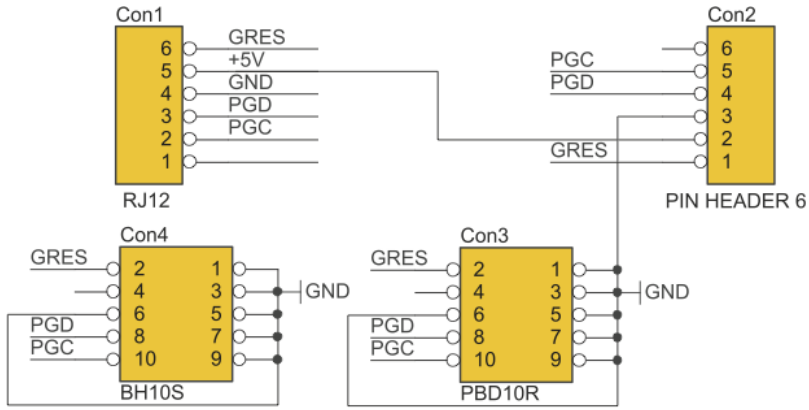 Con1
6 GRES
5 +5V
4 GND
3 PGD
2 PGC
1
RJ12
Con2
6
PGC 5
PGD 4
3
2
GRES 1
PIN HEADER 6
Con4
GRES 2 1
4 3 GND
6 5
PGD 8 7
PGC 10 9
BH10S
Con3
GRES 2 1
4 3 GND
6 5
PGD 8 7
PGC 10 9
PBD10R